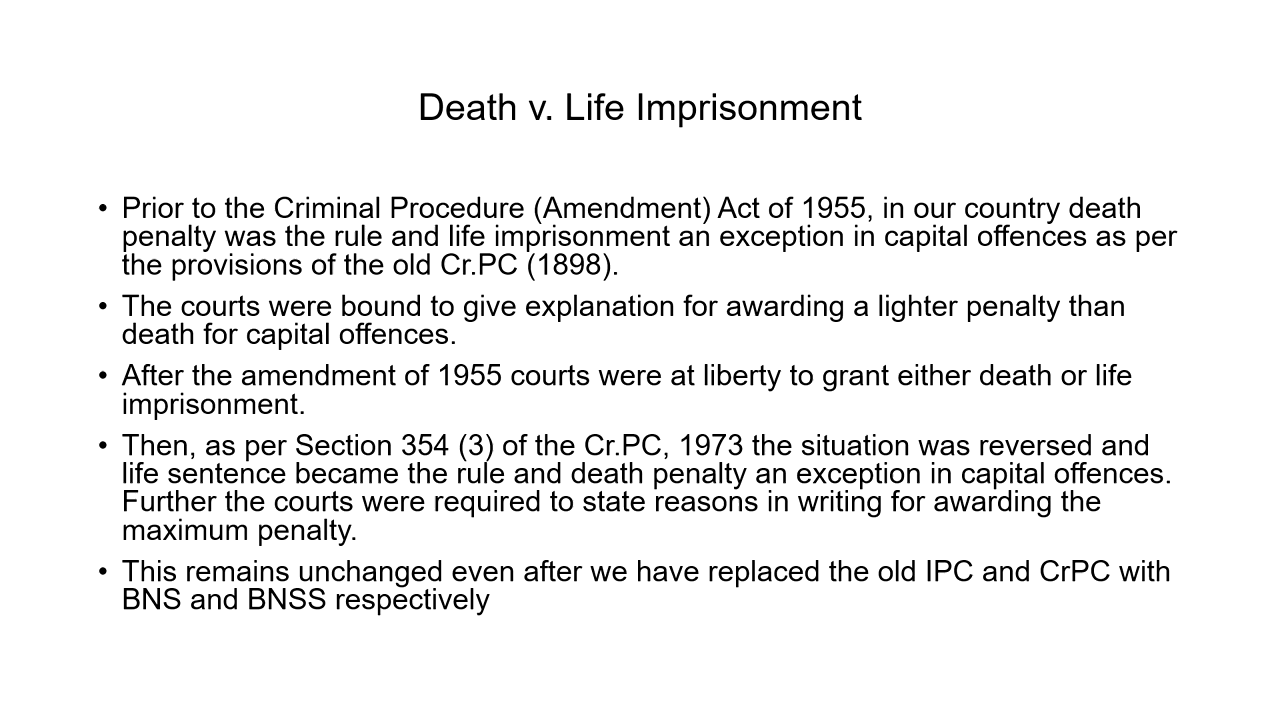 Death v. Life Imprisonment
• Prior to the Criminal Procedure (Amendment) Act of 1955, in our country death
penalty was the rule and life imprisonment an exception in capital offences as per
the provisions of the old Cr.PC (1898).
• The courts were bound to give explanation for awarding a lighter penalty than
death for capital offences.
• After the amendment of 1955 courts were at liberty to grant either death or life
imprisonment.
• Then, as per Section 354 (3) of the Cr.PC, 1973 the situation was reversed and
life sentence became the rule and death penalty an exception in capital offences.
Further the courts were required to state reasons in writing for awarding the
maximum penalty.
• This remains unchanged even after we have replaced the old IPC and CrPC with
BNS and BNSS respectively